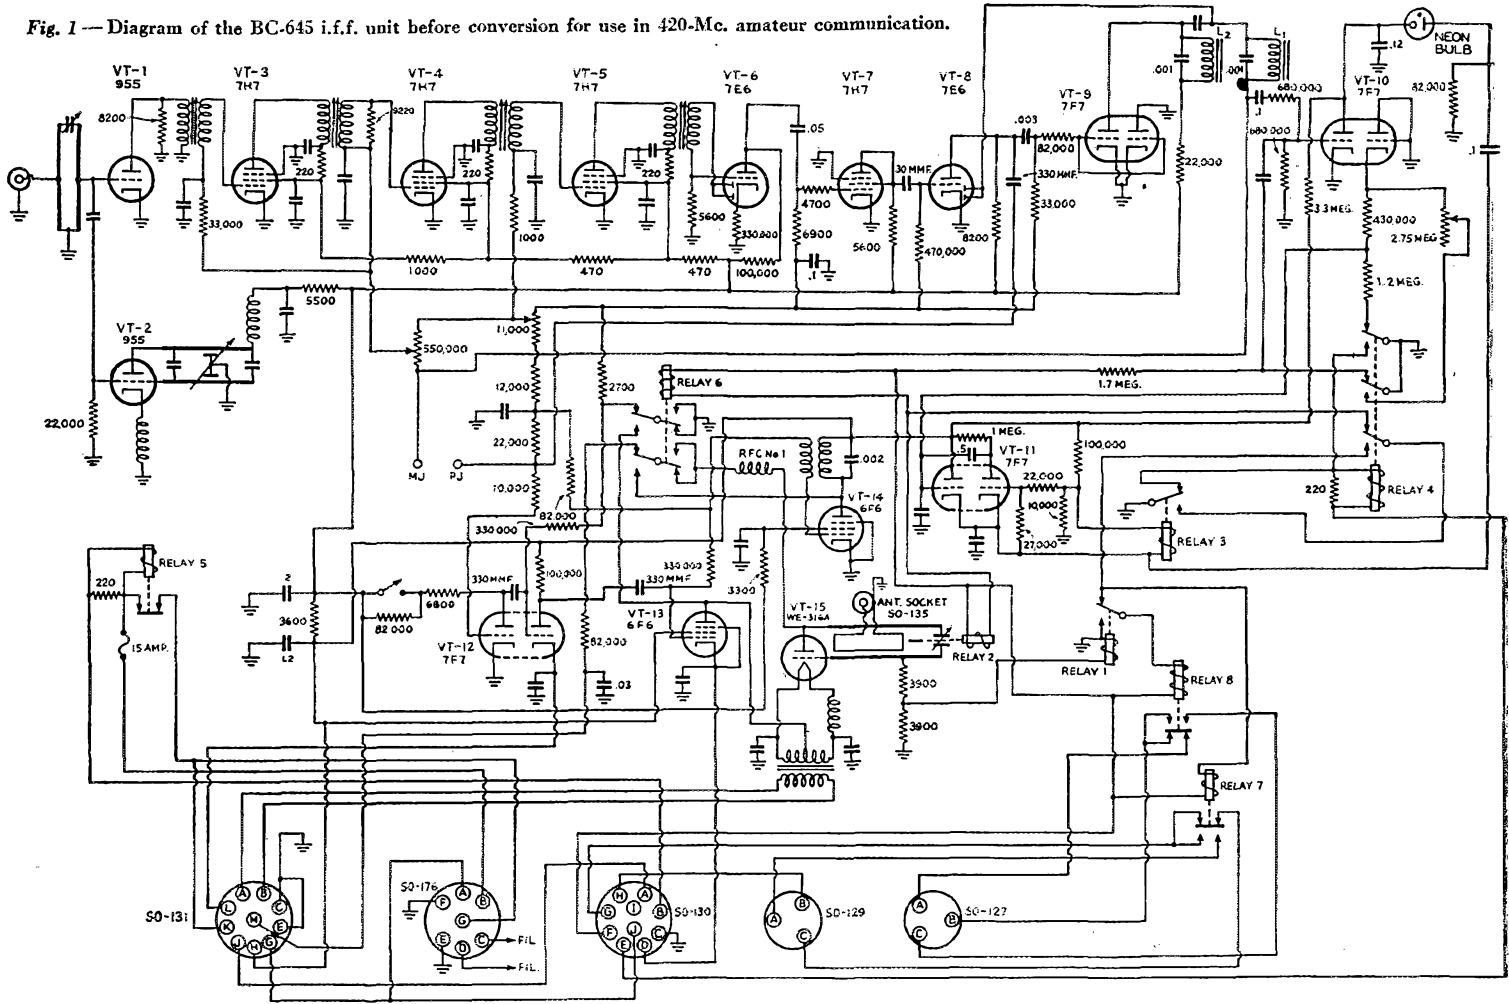 Fig. 1 — Diagram of the BC-645 i.f.f. unit before conversion for use in 420-Mc. amateur communication.
VT-1
955
VT-3
7H7
VT-4
7H7
VT-5
7H7
VT-6
7E6
VT-7
7H7
VT-8
7E6
VT-9
7F7
L2
L1
.001
.001
.12
NEON
BULB
VT-10
7F7
8200
9220
220
220
220
.05
.003
82,000
30 MMF.
330 MMF.
.1
680,000
680,000
82,000
.1
33,000
1000
5600
330,000
4700
6900
5600
470,000
8200
33,000
22,000
3.3 MEG.
430,000
2.75 MEG
1000
470
470
100,000
.1
1.2 MEG.
5500
VT-2
955
11,000
550,000
12,000
2700
RELAY 6
1.7 MEG.
22,000
22,000
MJ
PJ
10,000
82,000
330,000
RFC No 1
.002
1 MEG.
.5
VT-11
7F7
100,000
22,000
10,000
27,000
220
RELAY 4
RELAY 3
VT-14
6F6
RELAY 5
220
15 AMP.
2
3600
12
82000
6800
330 MMF
100,000
330 MMF
330,000
3300
VT-12
7F7
VT-13
6F6
82,000
.03
VT-15
WE-316A
ANT. SOCKET
SO-135
RELAY 2
3900
3900
RELAY 1
RELAY 8
RELAY 7
SO-131
A
B
C
E
G
H
J
K
L
M
SO-176
A
B
C
D
E
F
G
FIL
FIL.
SO-130
H
A
G
I
B
F
J
C
E
D
SO-129
A
B
C
SO-127
A
B
C